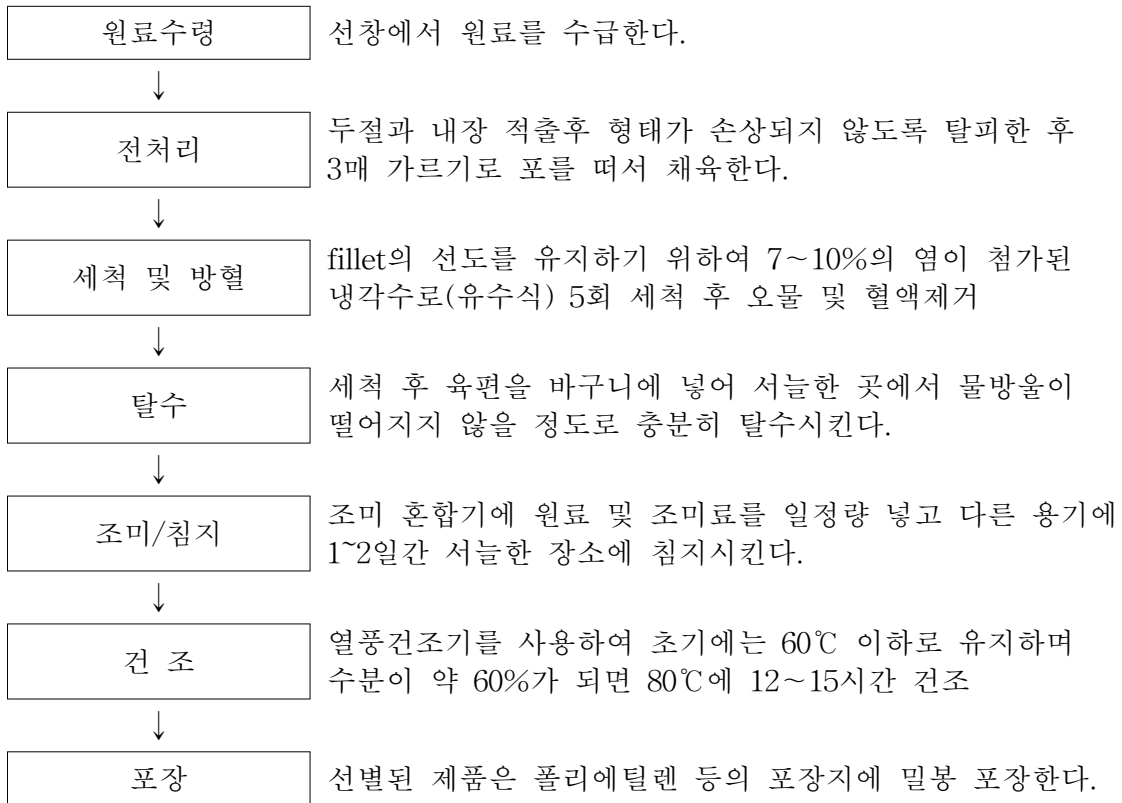 원료수령
선창에서 원료를 수급한다.
↓
전처리
두절과 내장 적출후 형태가 손상되지 않도록 탈피한 후
3매 가르기로 포를 떠서 채육한다.
↓
세척 및 방혈
fillet의 선도를 유지하기 위하여 7~10%의 염이 첨가된
냉각수로(유수식) 5회 세척 후 오물 및 혈액제거
↓
탈수
세척 후 육편을 바구니에 넣어 서늘한 곳에서 물방울이
떨어지지 않을 정도로 충분히 탈수시킨다.
↓
조미/침지
조미 혼합기에 원료 및 조미료를 일정량 넣고 다른 용기에
1~2일간 서늘한 장소에 침지시킨다.
↓
건 조
열풍건조기를 사용하여 초기에는 60℃ 이하로 유지하며
수분이 약 60%가 되면 80℃에 12~15시간 건조
↓
포장
선별된 제품은 폴리에틸렌 등의 포장지에 밀봉 포장한다.